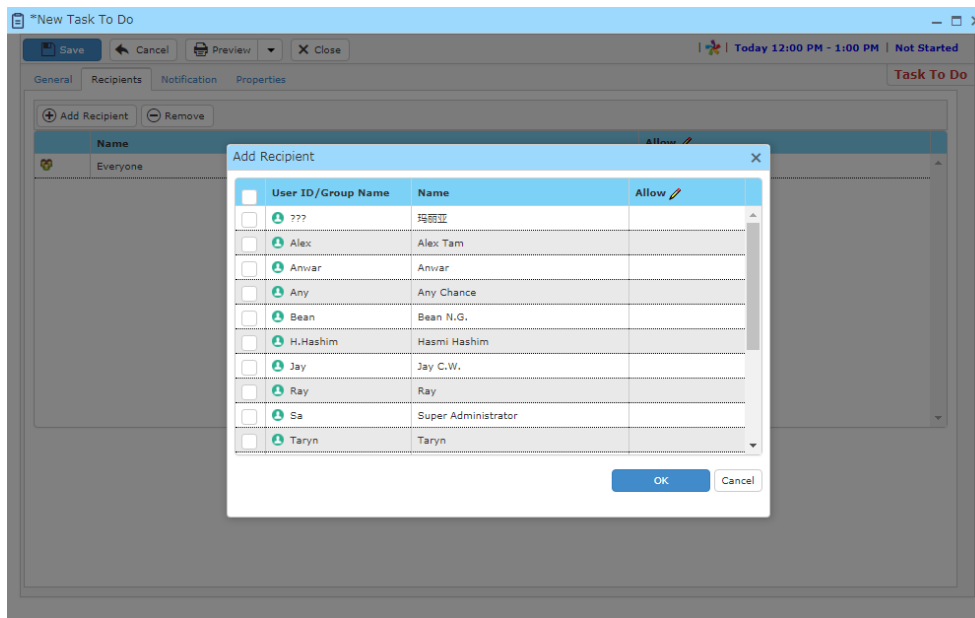 *New Task To Do
Save Cancel Preview Close | Today 12:00 PM - 1:00 PM | Not Started
General Recipients Notification Properties Task To Do
Add Recipient Remove
Name Allow
Everyone
Add Recipient
User ID/Group Name Name Allow
??? 玛丽亚
Alex Alex Tam
Anwar Anwar
Any Any Chance
Bean Bean N.G.
H.Hashim Hasmi Hashim
Jay Jay C.W.
Ray Ray
Sa Super Administrator
Taryn Taryn
OK Cancel